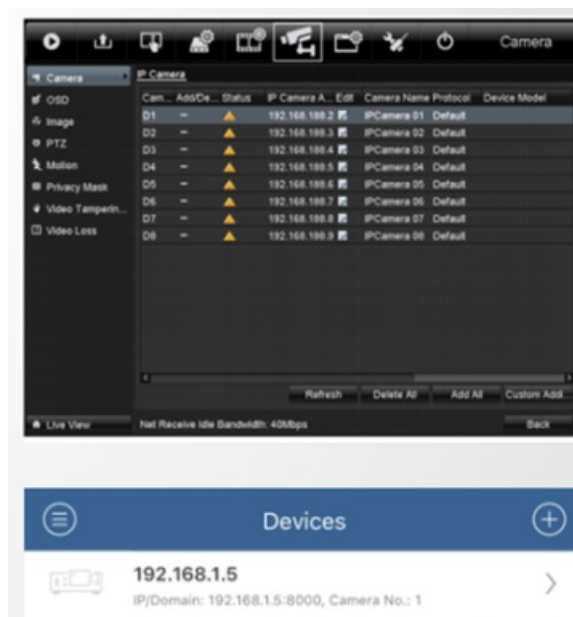 Camera
Camera
IP Camera
OSD
Cam... Add/De... Status IP Camera A... Edit Camera Name Protocol Device Model
D1 – 192.168.188.2 IPCamera 01 Default
Image
D2 – 192.168.188.3 IPCamera 02 Default
PTZ
D3 – 192.168.188.4 IPCamera 03 Default
Motion
D4 – 192.168.188.5 IPCamera 04 Default
Privacy Mask
D5 – 192.168.188.6 IPCamera 05 Default
Video Tamperin...
D6 – 192.168.188.7 IPCamera 06 Default
D7 – 192.168.188.8 IPCamera 07 Default
Video Loss
D8 – 192.168.188.9 IPCamera 08 Default
Refresh Delete All Add All Custom Addi...
Live View Net Receive Idle Bandwidth: 40Mbps Back
Devices
192.168.1.5
IP/Domain: 192.168.1.5:8000, Camera No.: 1